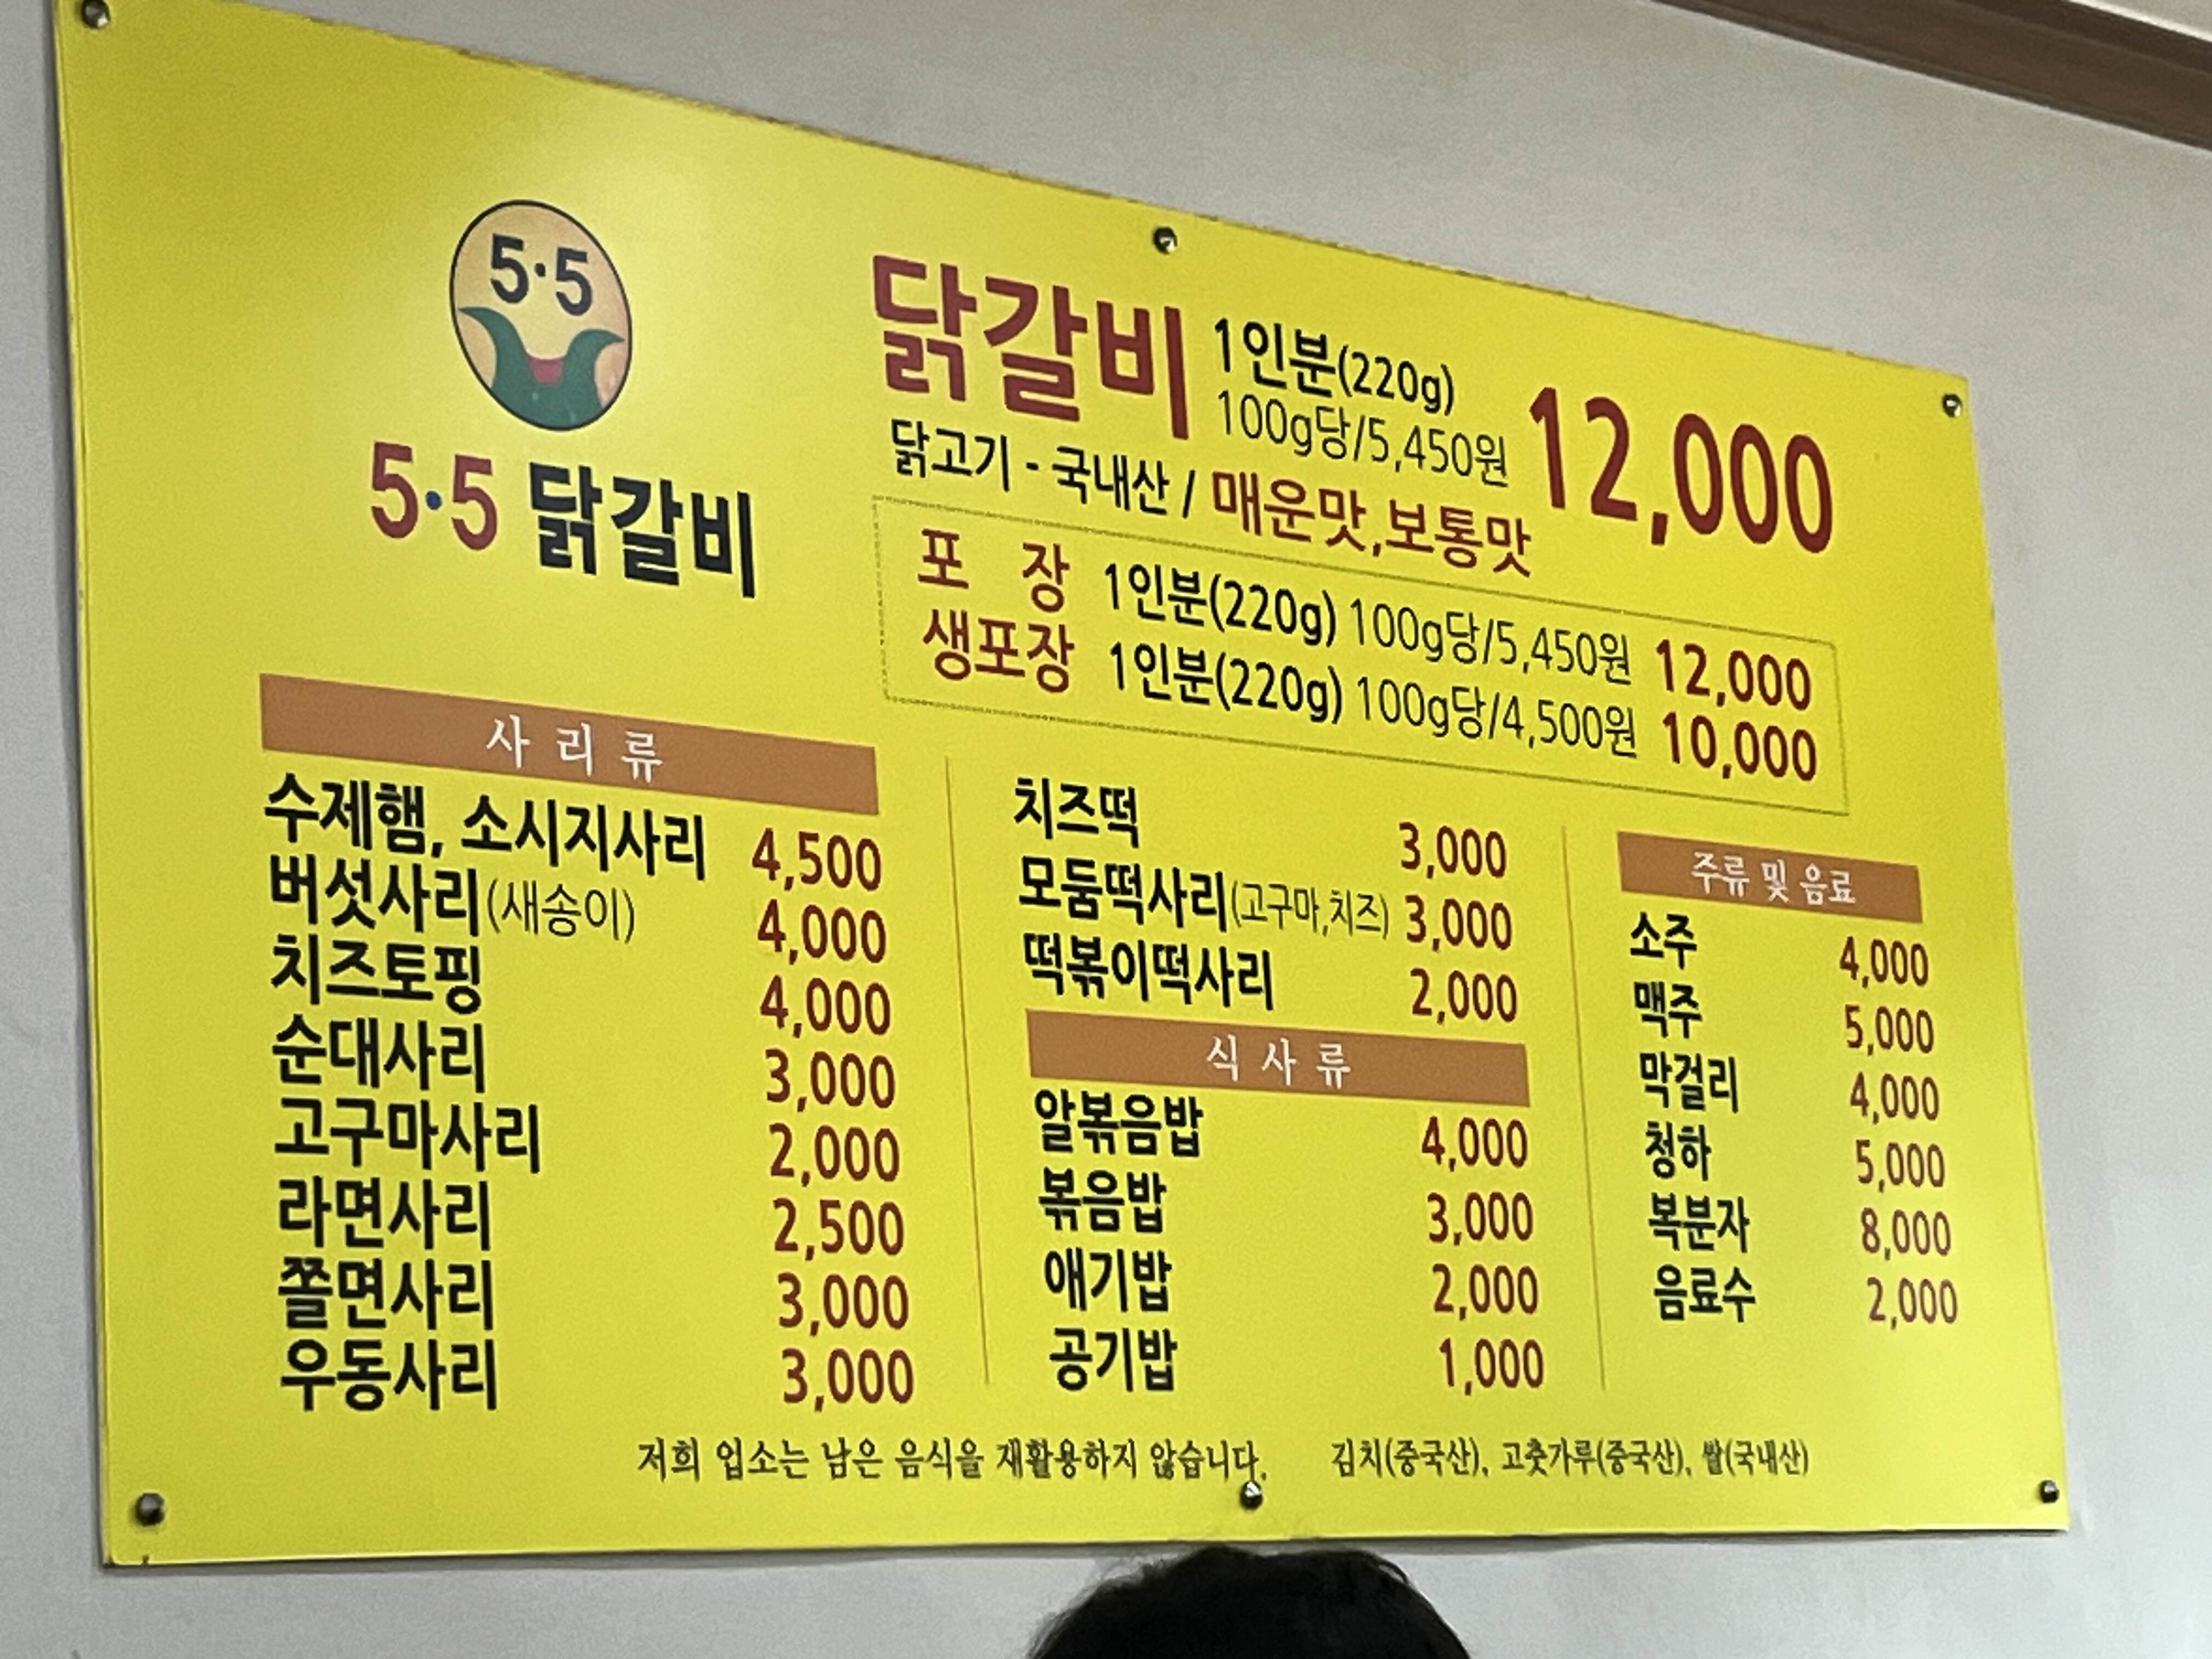 5·5
5·5 닭갈비
닭갈비 1인분(220g) 12,000
100g당/5,450원
닭고기 - 국내산 / 매운맛,보통맛
포 장 1인분(220g) 100g당/5,450원 12,000
생포장 1인분(220g) 100g당/4,500원 10,000
사리류
수제햄, 소시지사리 4,500
버섯사리(새송이) 4,000
치즈토핑 4,000
순대사리 3,000
고구마사리 2,000
라면사리 2,500
쫄면사리 3,000
우동사리 3,000
치즈떡 3,000
모둠떡사리(고구마,치즈) 3,000
떡볶이떡사리 2,000
식사류
알볶음밥 4,000
볶음밥 3,000
애기밥 2,000
공기밥 1,000
주류 및 음료
소주 4,000
맥주 5,000
막걸리 4,000
청하 5,000
복분자 8,000
음료수 2,000
저희 업소는 남은 음식을 재활용하지 않습니다. 김치(중국산), 고춧가루(중국산), 쌀(국내산)